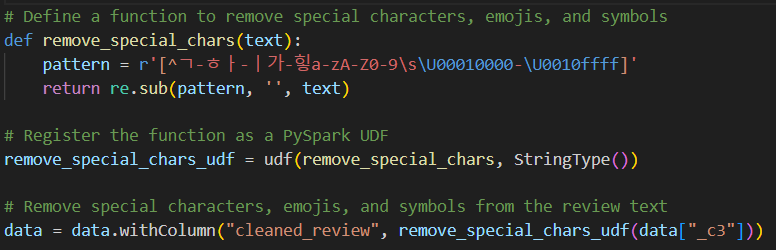 # Define a function to remove special characters, emojis, and symbols
def remove_special_chars(text):
    pattern = r'[^ㄱ-ㅎㅏ-ㅣ가-힣a-zA-Z0-9\s\U00010000-\U0010ffff]'
    return re.sub(pattern, '', text)
# Register the function as a PySpark UDF
remove_special_chars_udf = udf(remove_special_chars, StringType())
# Remove special characters, emojis, and symbols from the review text
data = data.withColumn("cleaned_review", remove_special_chars_udf(data["_c3"]))